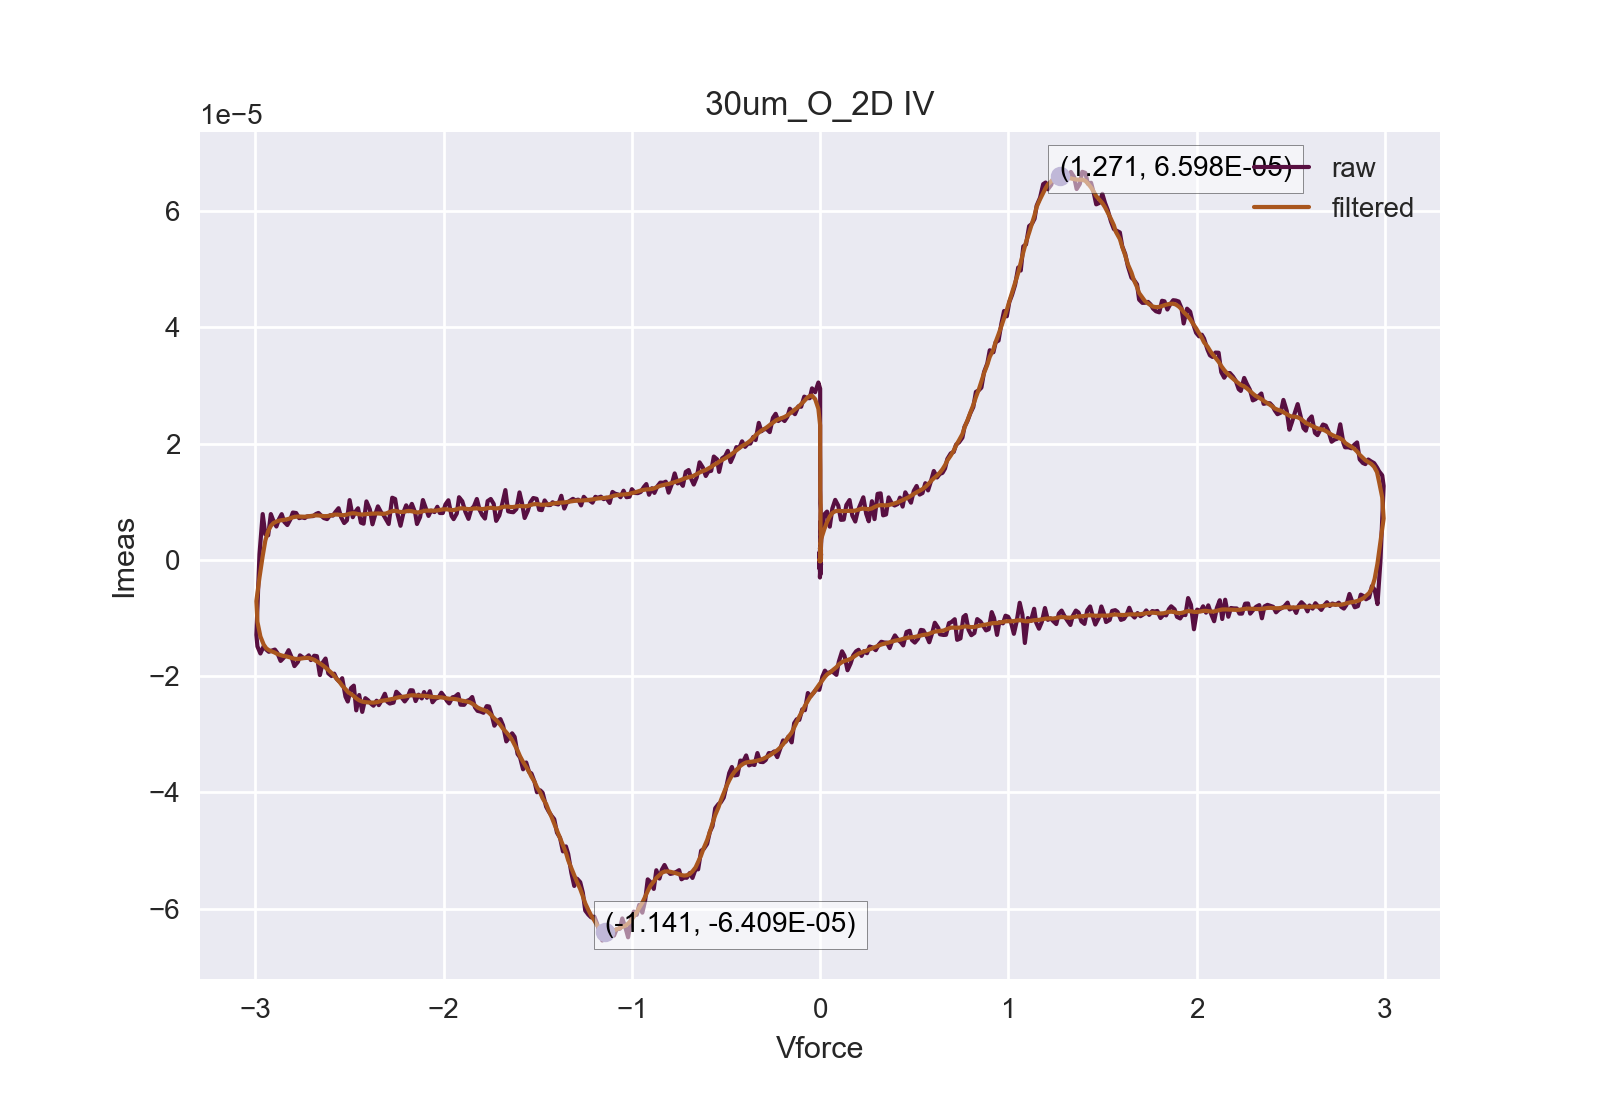 30um_O_2D IV
1e−5
(1.271, 6.598E-05)
raw
filtered
6
4
2
0
−2
−4
−6
Imeas
(-1.141, -6.409E-05)
−3
−2
−1
0
1
2
3
Vforce